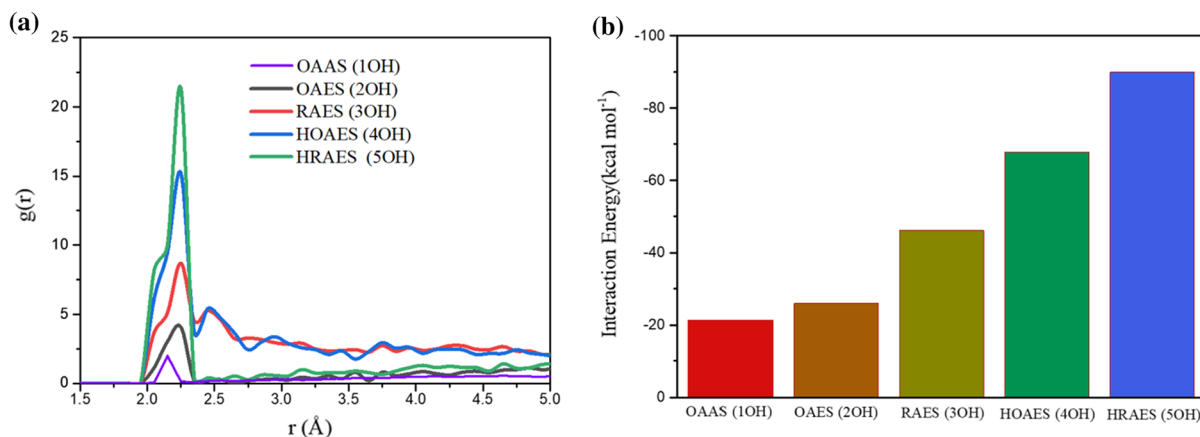 (a)
25
20
15
10
5
0
g(r)
OAAS (1OH)
OAES (2OH)
RAES (3OH)
HOAES (4OH)
HRAES (5OH)
1.5 2.0 2.5 3.0 3.5 4.0 4.5 5.0
r (Å)
(b)
-100
-80
-60
-40
-20
0
Interaction Energy(kcal mol⁻¹)
OAAS (1OH) OAES (2OH) RAES (3OH) HOAES (4OH) HRAES (5OH)